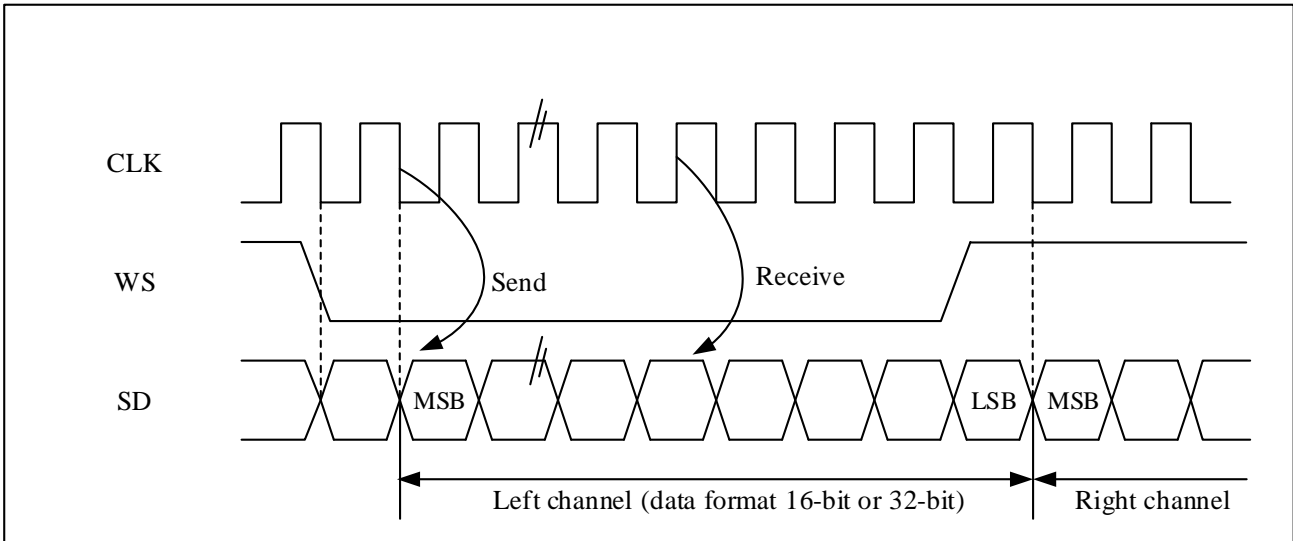 CLK
WS
Send
Receive
SD
MSB
LSB
MSB
Left channel (data format 16-bit or 32-bit)
Right channel